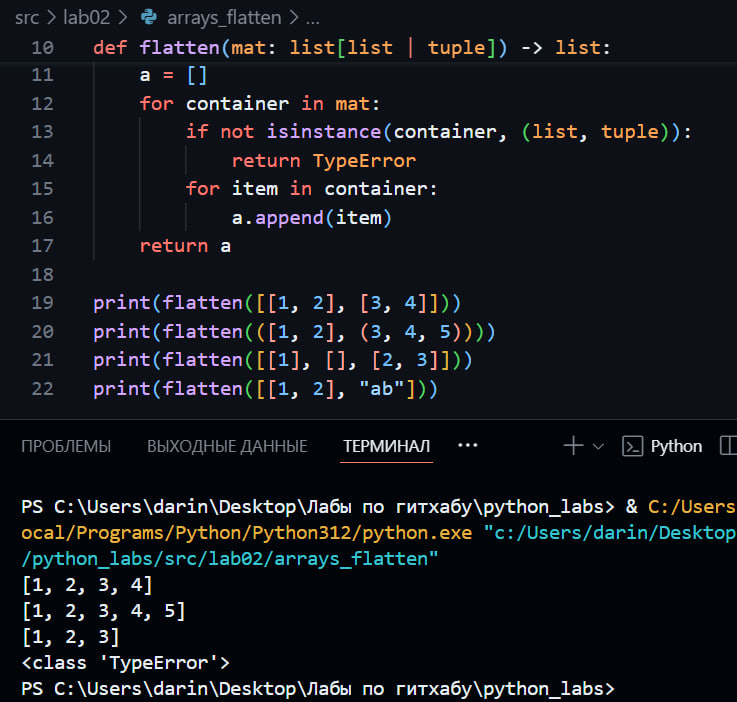 src > lab02 > arrays_flatten > ...
10 def flatten(mat: list[list | tuple]) -> list:
11     a = []
12     for container in mat:
13         if not isinstance(container, (list, tuple)):
14             return TypeError
15         for item in container:
16             a.append(item)
17     return a
18
19 print(flatten([[1, 2], [3, 4]]))
20 print(flatten(([1, 2], (3, 4, 5))))
21 print(flatten([[1], [], [2, 3]]))
22 print(flatten([[1, 2], "ab"]))
ПРОБЛЕМЫ ВЫХОДНЫЕ ДАННЫЕ ТЕРМИНАЛ ··· Python
PS C:\Users\darin\Desktop\Лабы по гитхабу\python_labs> & C:/Users
ocal/Programs/Python/Python312/python.exe "c:/Users/darin/Desktop
/python_labs/src/lab02/arrays_flatten"
[1, 2, 3, 4]
[1, 2, 3, 4, 5]
[1, 2, 3]
<class 'TypeError'>
PS C:\Users\darin\Desktop\Лабы по гитхабу\python_labs>